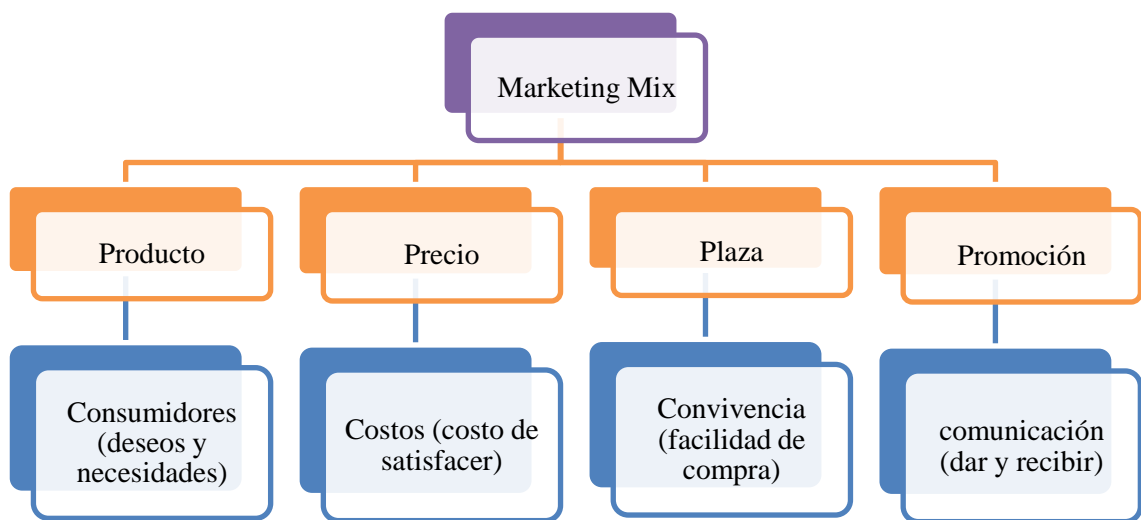 Marketing Mix
Producto
Precio
Plaza
Promoción
Consumidores
(deseos y
necesidades)
Costos (costo de
satisfacer)
Convivencia
(facilidad de
compra)
comunicación
(dar y recibir)